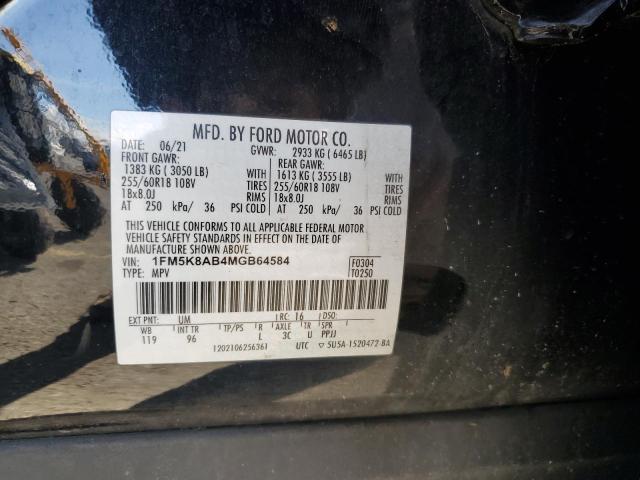 MFD. BY FORD MOTOR CO.
DATE: 06/21 GVWR: 2933 KG ( 6465 LB)
FRONT GAWR: REAR GAWR:
1383 KG ( 3050 LB) WITH 1613 KG ( 3555 LB) WITH
255/60R18 108V TIRES 255/60R18 108V TIRES
18x8.0J RIMS 18x8.0J RIMS
AT 250 kPa/ 36 PSI COLD AT 250 kPa/ 36 PSI COLD
THIS VEHICLE CONFORMS TO ALL APPLICABLE FEDERAL MOTOR
VEHICLE SAFETY STANDARDS IN EFFECT ON THE DATE OF
MANUFACTURE SHOWN ABOVE.
VIN: 1FM5K8AB4MGB64584 F0304
TYPE: MPV T0250
EXT PNT: UM RC: 16 DSO:
WB INT TR TP/PS R AXLE TR SPR
119 96 L 3C U PPJJ
1202106256361 UTC ▽ 5U5A-1520472-BA